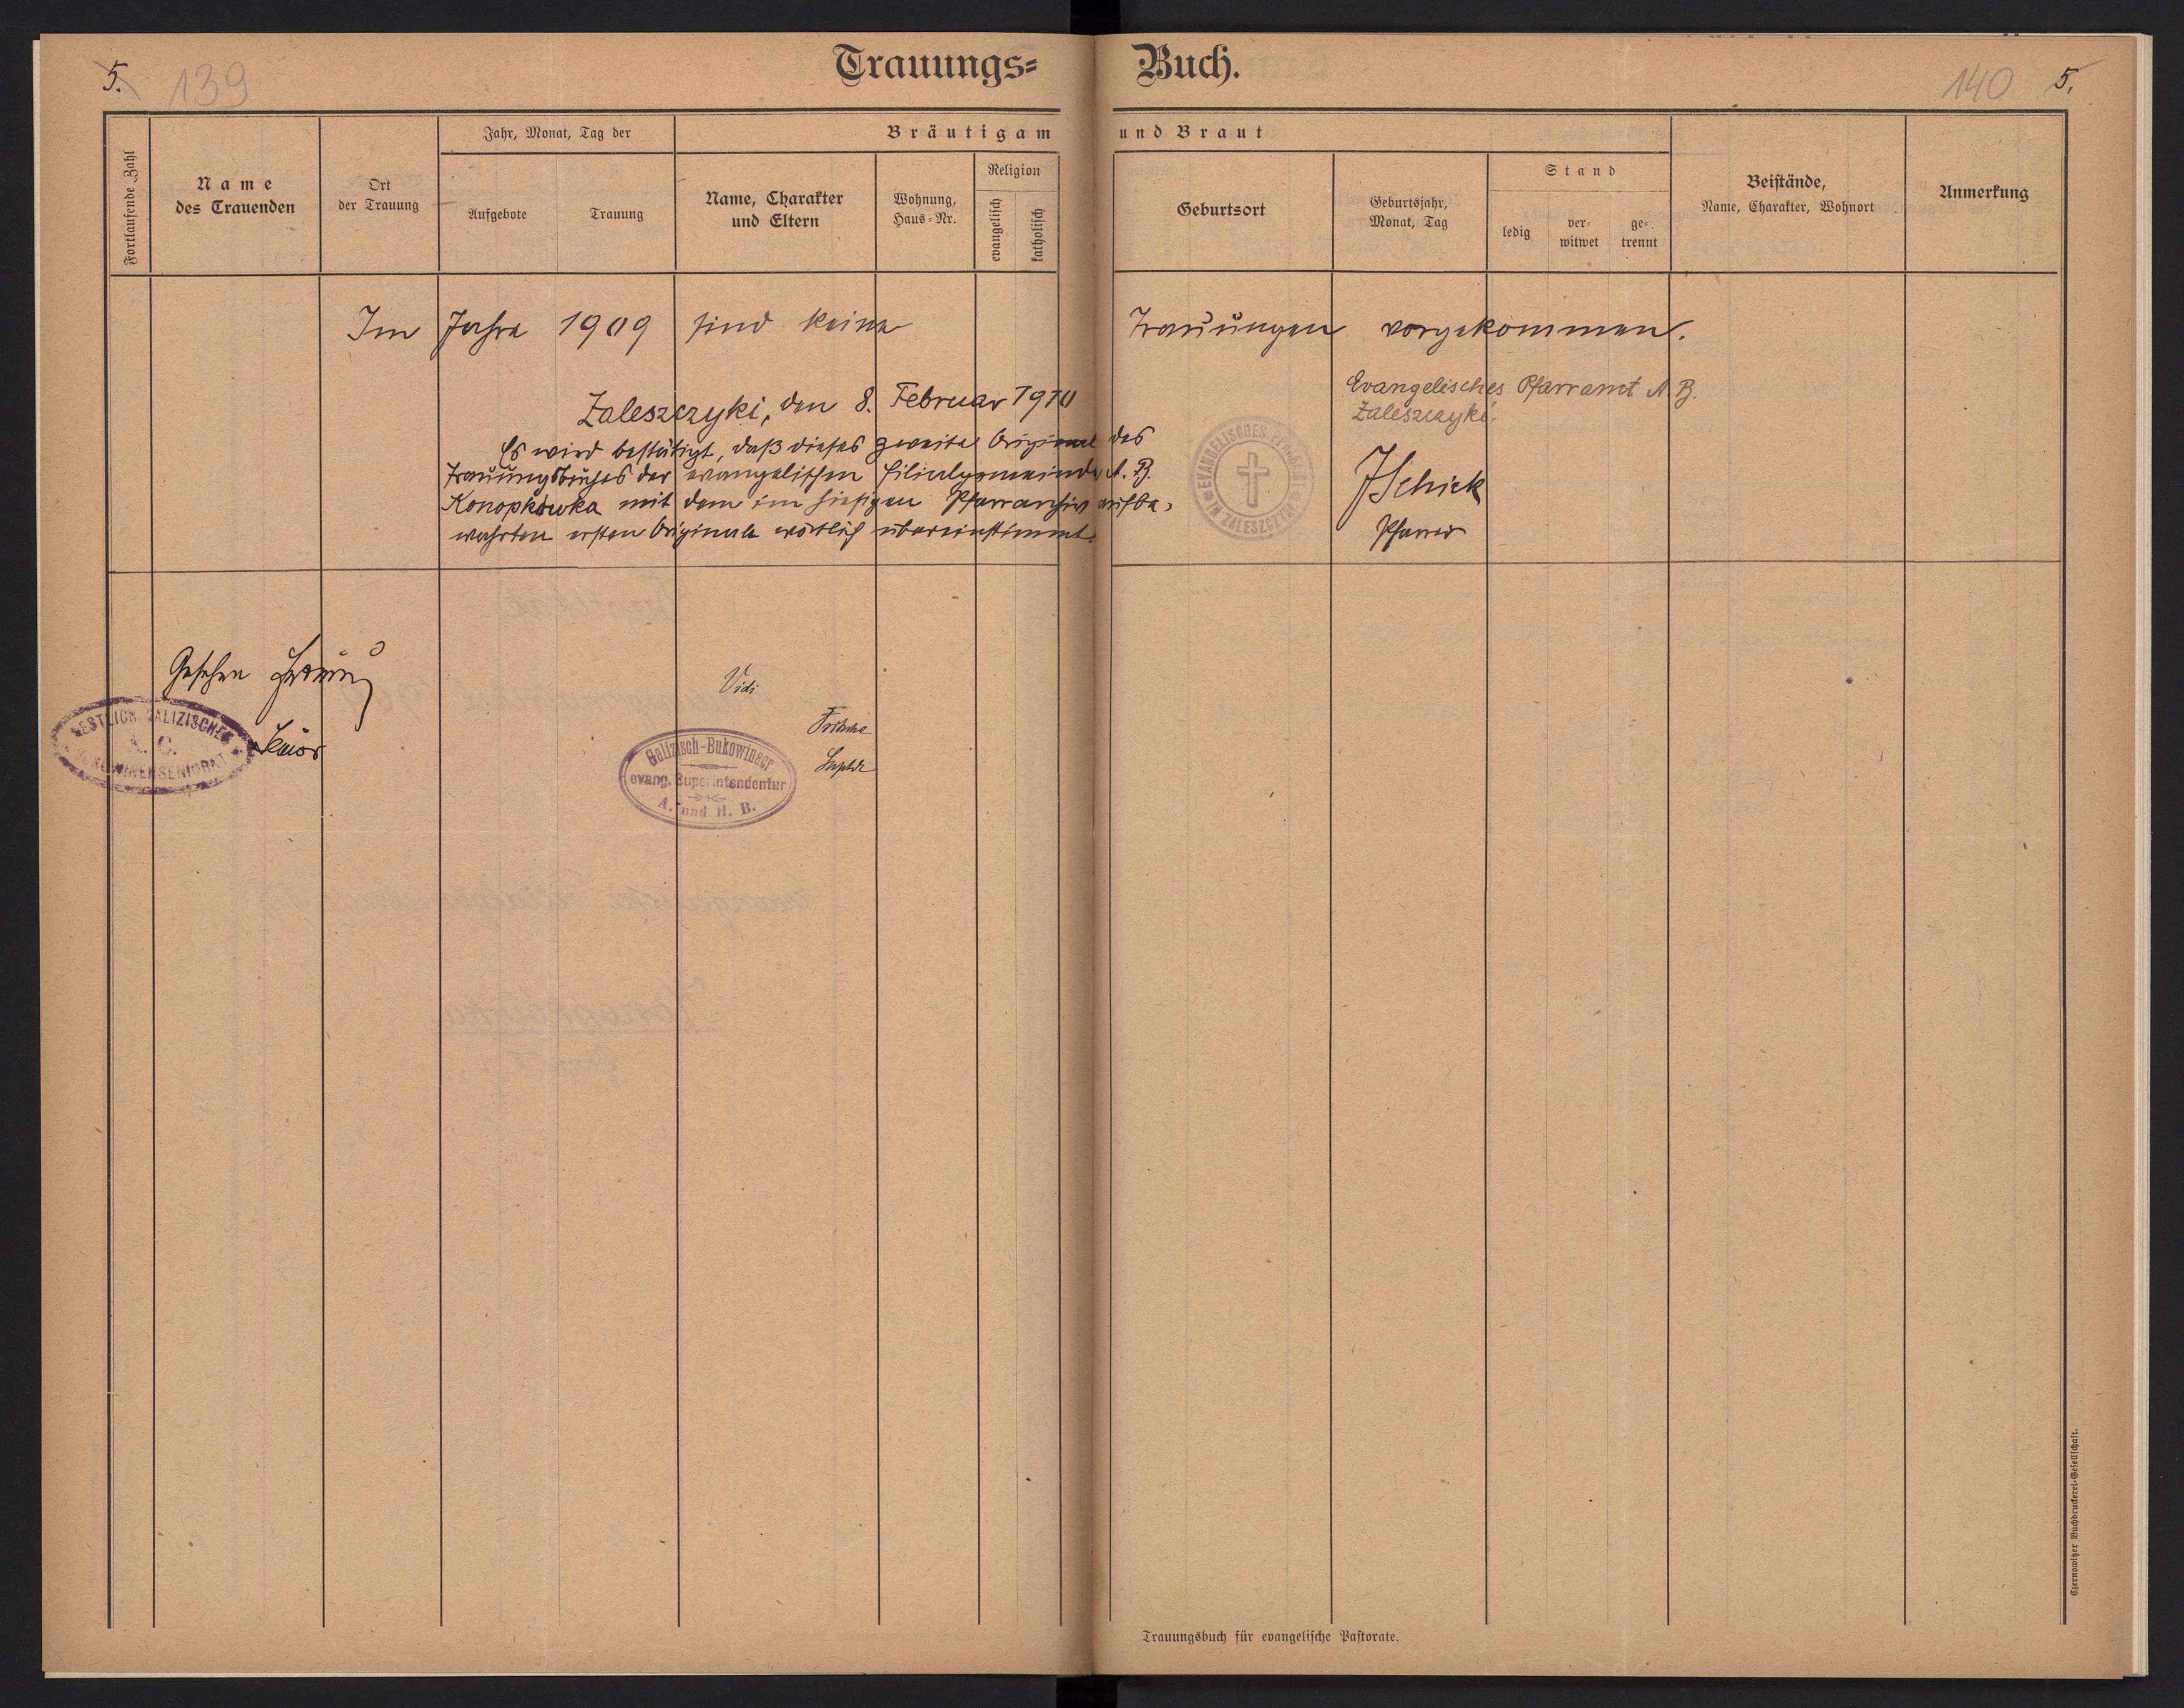 5. 139
Trauungs= Buch.
140 5.
Fortlaufende Zahl
Name
des Trauenden
Ort
der Trauung
Jahr, Monat, Tag der
Aufgebote
Trauung
Bräutigam und Braut
Name, Charakter
und Eltern
Wohnung,
Haus=Nr.
Religion
evangelisch
katholisch
Geburtsort
Geburtsjahr,
Monat, Tag
Stand
ledig
ver=
witwet
ge=
trennt
Beistände,
Name, Charakter, Wohnort
Anmerkung
Im Jahre 1909 sind keine Trauungen vorgekommen.
Zaleszczyki, den 8. Februar 1910
Es wird bestätigt, daß dieses zweite Original des
Trauungsbuches der evangelischen Filialgemeinde A. B.
Konopkówka mit dem im hiesigen Pfarrarchiv aufbe=
wahrten ersten Originale wörtlich übereinstimmt.
Evangelisches Pfarramt A. B.
Zaleszczyki.
EVANGELISCHES PFARRAMT
IN ZALESZCZYKI
JSchick
Pfarrer
Gesehen
Senior
GALIZISCHES
A. C.
BUKOWINER SENIORAT
Vidi
Galizisch-Bukowinaer
evang. Superintendentur
A. und H. B.
Trauungsbuch für evangelische Pastorate.
Czernowitzer Buchdruckerei=Gesellschaft.